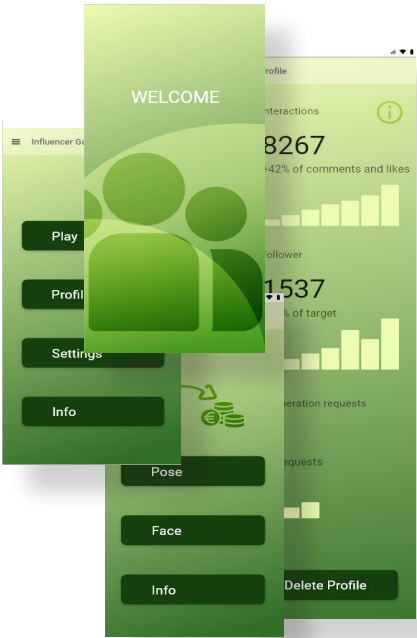 WELCOME
Influencer Ga
Play
Profil
Settings
Info
rofile
nteractions
8267
+42% of comments and likes
ollower
1537
% of target
eration requests
equests
Delete Profile
Pose
Face
Info